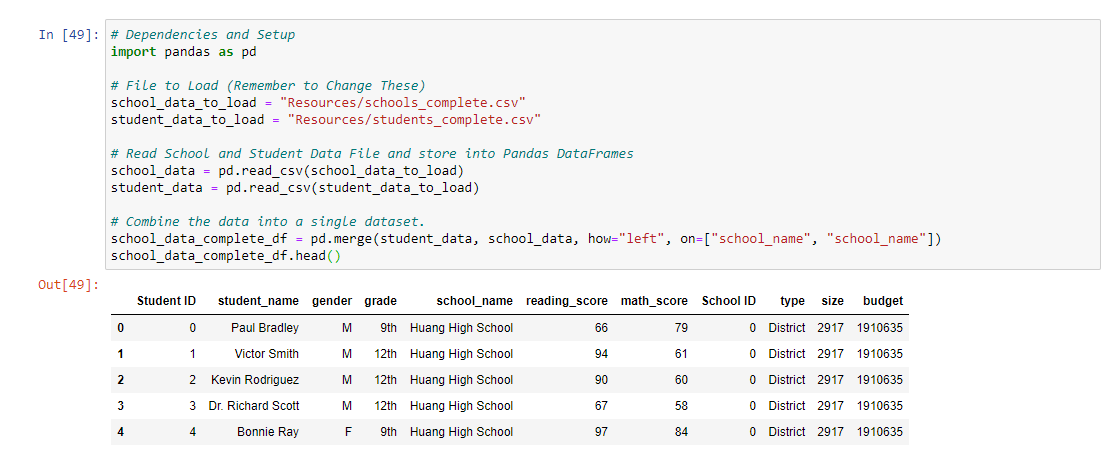 In [49]: # Dependencies and Setup
import pandas as pd
# File to Load (Remember to Change These)
school_data_to_load = "Resources/schools_complete.csv"
student_data_to_load = "Resources/students_complete.csv"
# Read School and Student Data File and store into Pandas DataFrames
school_data = pd.read_csv(school_data_to_load)
student_data = pd.read_csv(student_data_to_load)
# Combine the data into a single dataset.
school_data_complete_df = pd.merge(student_data, school_data, how="left", on=["school_name", "school_name"])
school_data_complete_df.head()
Out[49]:
Student ID student_name gender grade school_name reading_score math_score School ID type size budget
0 0 Paul Bradley M 9th Huang High School 66 79 0 District 2917 1910635
1 1 Victor Smith M 12th Huang High School 94 61 0 District 2917 1910635
2 2 Kevin Rodriguez M 12th Huang High School 90 60 0 District 2917 1910635
3 3 Dr. Richard Scott M 12th Huang High School 67 58 0 District 2917 1910635
4 4 Bonnie Ray F 9th Huang High School 97 84 0 District 2917 1910635